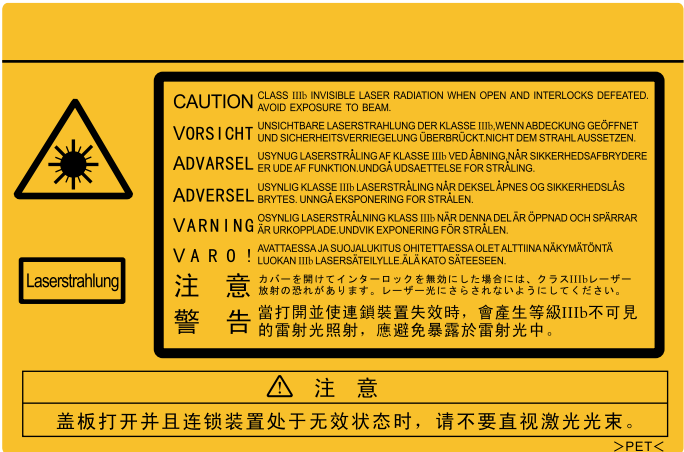 CAUTION CLASS IIIb INVISIBLE LASER RADIATION WHEN OPEN AND INTERLOCKS DEFEATED.
AVOID EXPOSURE TO BEAM.
VORSICHT UNSICHTBARE LASERSTRAHLUNG DER KLASSE IIIb,WENN ABDECKUNG GEÖFFNET
UND SICHERHEITSVERRIEGELUNG ÜBERBRÜCKT.NICHT DEM STRAHL AUSSETZEN.
ADVARSEL USYNUG LASERSTRÅLING AF KLASSE IIIb VED ÅBNING,NÅR SIKKERHEDSAFBRYDERE
ER UDE AF FUNKTION.UNDGÅ UDSAETTELSE FOR STRÅLING.
ADVERSEL USYNLIG KLASSE IIIb LASERSTRÅLING NÅR DEKSEL ÅPNES OG SIKKERHEDSLÅS
BRYTES. UNNGÅ EKSPONERING FOR STRÅLEN.
VARNING OSYNLIG LASERSTRÅLNING KLASS IIIb NÄR DENNA DEL ÄR ÖPPNAD OCH SPÄRRAR
ÄR URKOPPLADE.UNDVIK EXPONERING FÖR STRÅLEN.
VARO! AVATTAESSA JA SUOJALUKITUS OHITETTAESSA OLET ALTTIINA NÄKYMÄTÖNTÄ
LUOKAN IIIb LASERSÄTEILYLLE.ÄLÄ KATO SÄTEESEEN.
注 意 カバーを開けてインターロックを無効にした場合には、クラスIIIbレーザー
放射の恐れがあります。レーザー光にさらされないようにしてください。
警 告 當打開並使連鎖裝置失效時，會產生等級IIIb不可見
的雷射光照射，應避免暴露於雷射光中。
Laserstrahlung
注 意
盖板打开并且连锁装置处于无效状态时，请不要直视激光光束。
>PET<